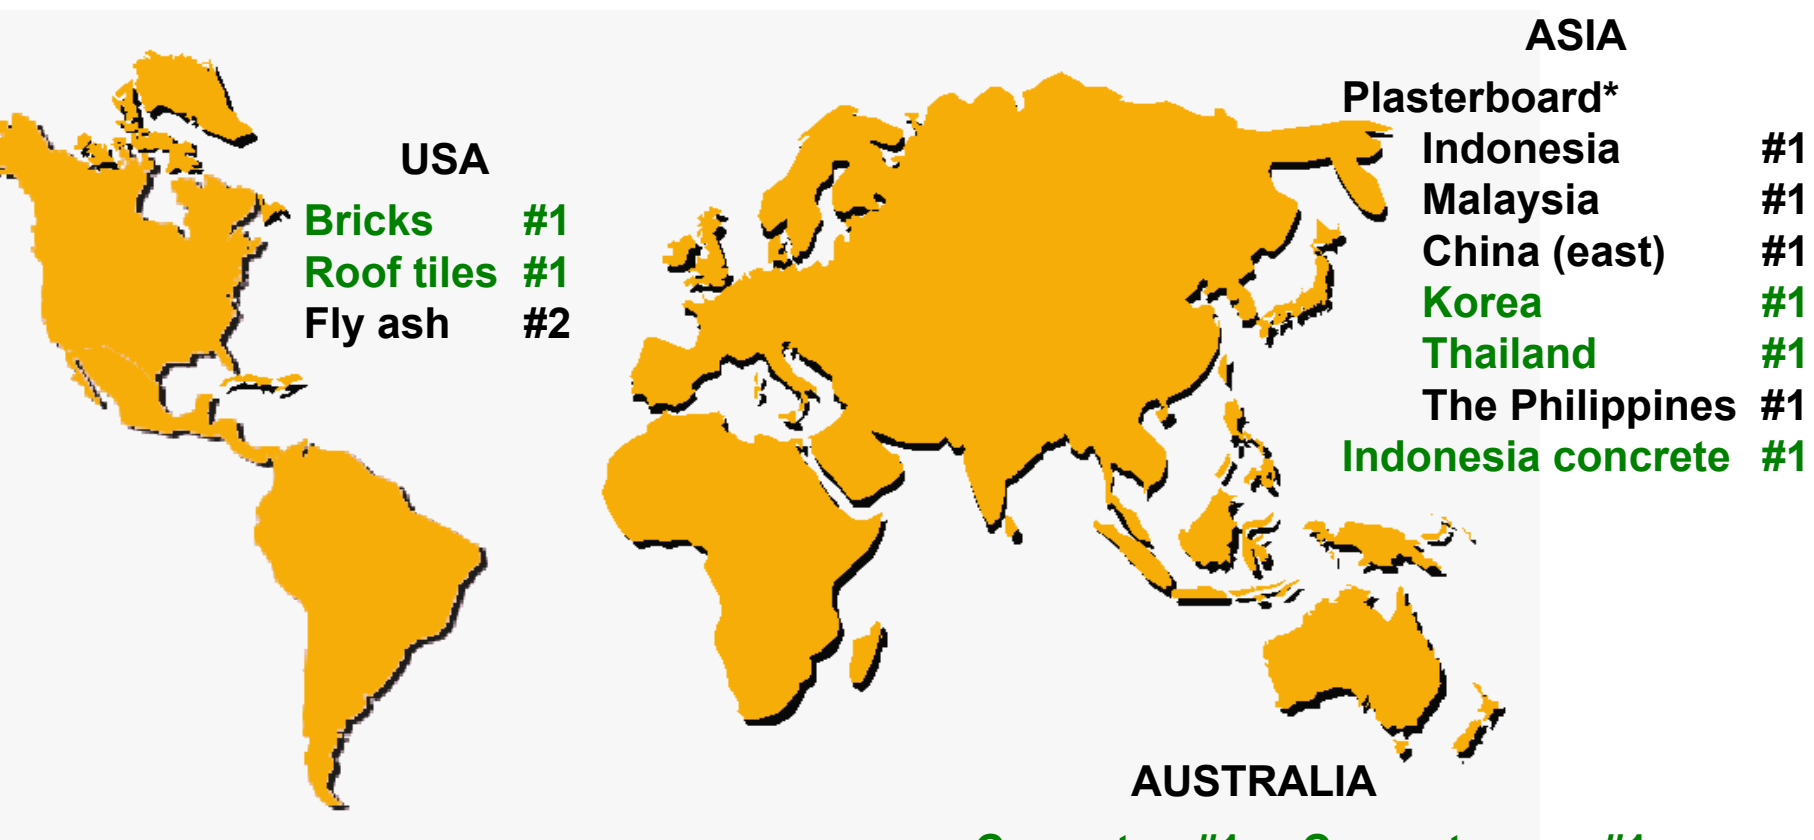 USA
Bricks #1
Roof tiles #1
Fly ash #2
ASIA
Plasterboard*
Indonesia #1
Malaysia #1
China (east) #1
Korea #1
Thailand #1
The Philippines #1
Indonesia concrete #1
AUSTRALIA